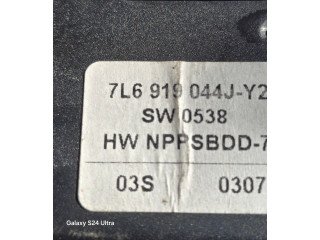 7L6 919 044J-Y2
SW 0538
HW NPPSBDD-7
03S 0307
Galaxy S24 Ultra